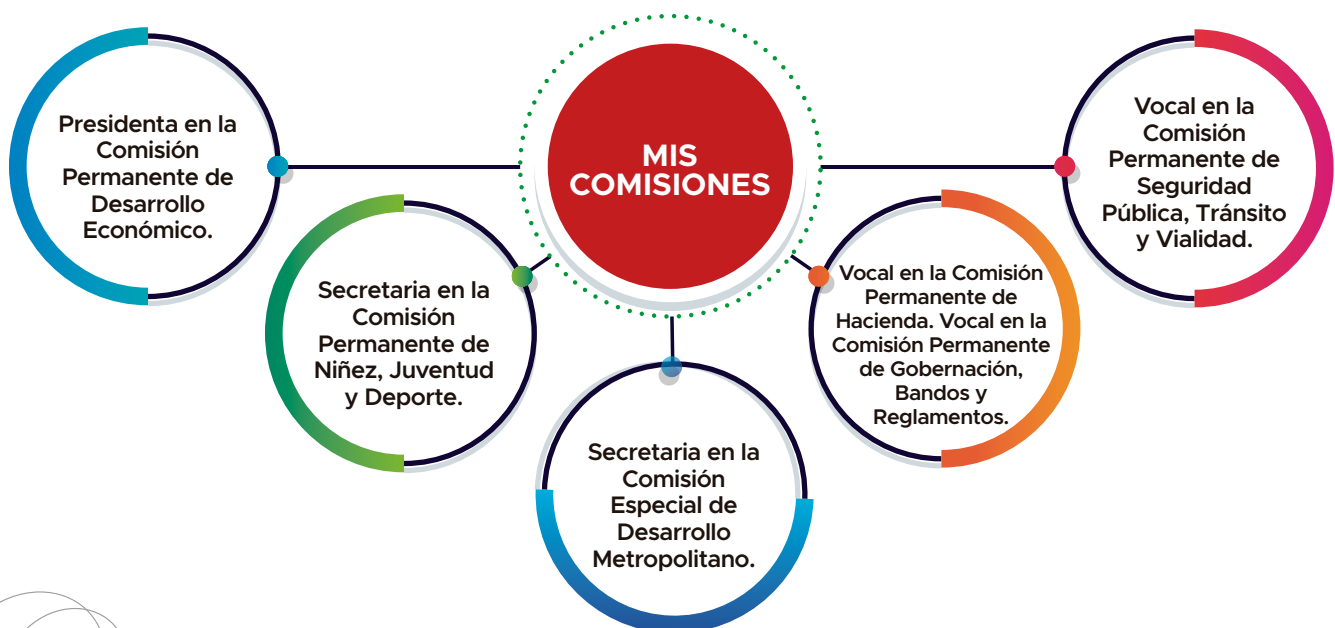 MIS
COMISIONES
Presidenta en la
Comisión
Permanente de
Desarrollo
Económico.
Secretaria en la
Comisión
Permanente de
Niñez, Juventud
y Deporte.
Secretaria en la
Comisión
Especial de
Desarrollo
Metropolitano.
Vocal en la Comisión
Permanente de
Hacienda. Vocal en la
Comisión Permanente
de Gobernación,
Bandos y
Reglamentos.
Vocal en la
Comisión
Permanente de
Seguridad
Pública, Tránsito
y Vialidad.